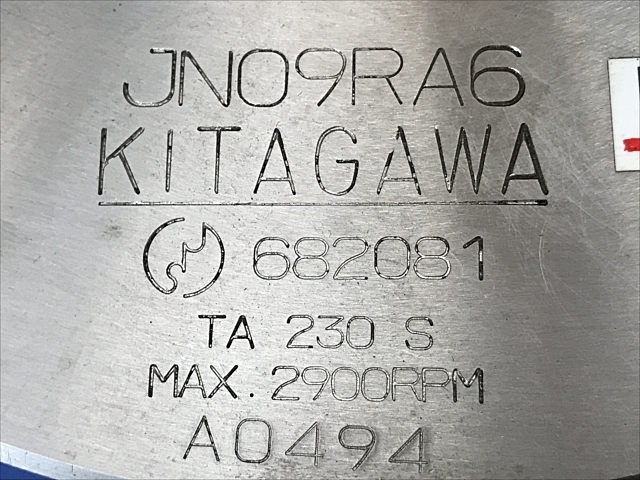 JN09RA6
KITAGAWA
682081
TA 230 S
MAX. 2900RPM
A0494